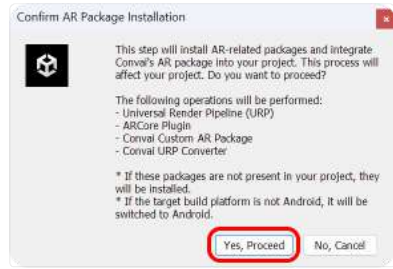 Confirm AR Package Installation
This step will install AR-related packages and integrate
Convai's AR package into your project. This process will
affect your project. Do you want to proceed?
The following operations will be performed:
- Universal Render Pipeline (URP)
- ARCore Plugin
- Convai Custom AR Package
- Convai URP Converter
* If these packages are not present in your project, they
will be installed.
* If the target build platform is not Android, it will be
switched to Android.
Yes, Proceed
No, Cancel